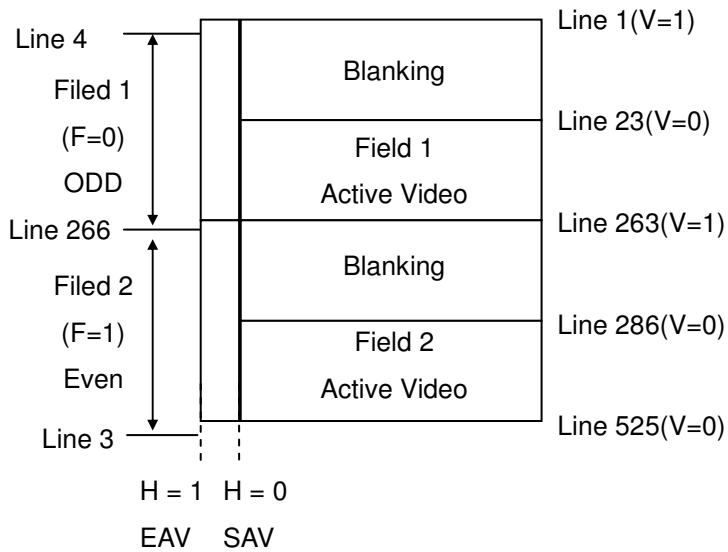 Line 4
Filed 1
(F=0)
ODD
Line 266
Filed 2
(F=1)
Even
Line 3
Blanking
Field 1
Active Video
Blanking
Field 2
Active Video
Line 1(V=1)
Line 23(V=0)
Line 263(V=1)
Line 286(V=0)
Line 525(V=0)
H = 1 H = 0
EAV SAV